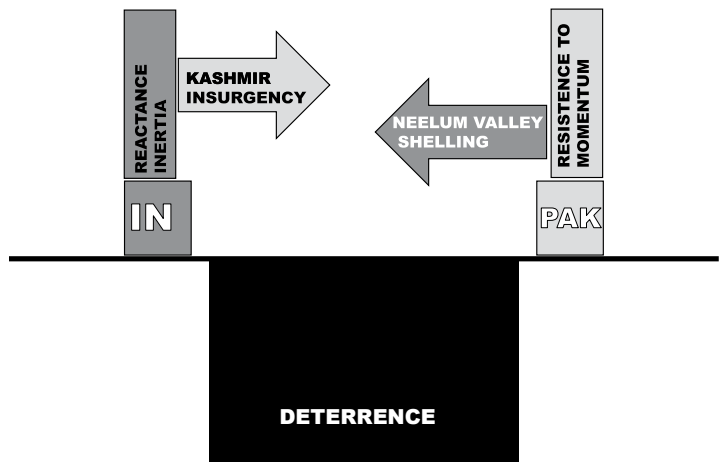 REACTANCE
INERTIA
KASHMIR
INSURGENCY
NEELUM VALLEY
SHELLING
RESISTENCE TO
MOMENTUM
IN
PAK
DETERRENCE